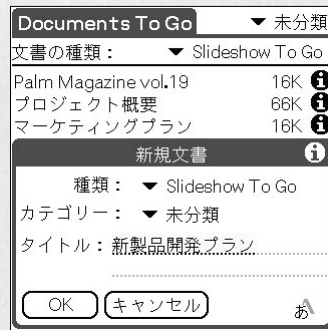 Documents To Go ▼ 未分類
文書の種類： ▼ Slideshow To Go
Palm Magazine vol.19 16K
プロジェクト概要 66K
マーケティングプラン 16K
新規文書
種類： ▼ Slideshow To Go
カテゴリー： ▼ 未分類
タイトル：新製品開発プラン
OK キャンセル あ